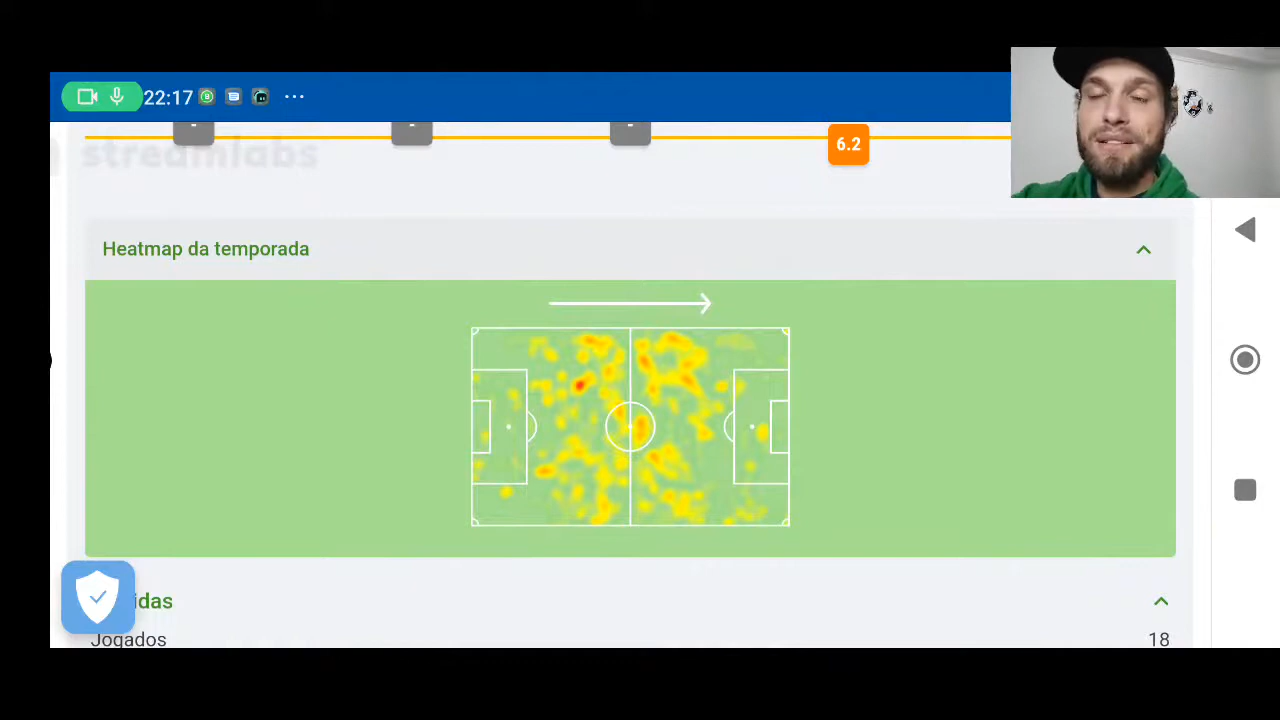 22:17
6.2
streamlabs
Heatmap da temporada
idas
Jogados 18